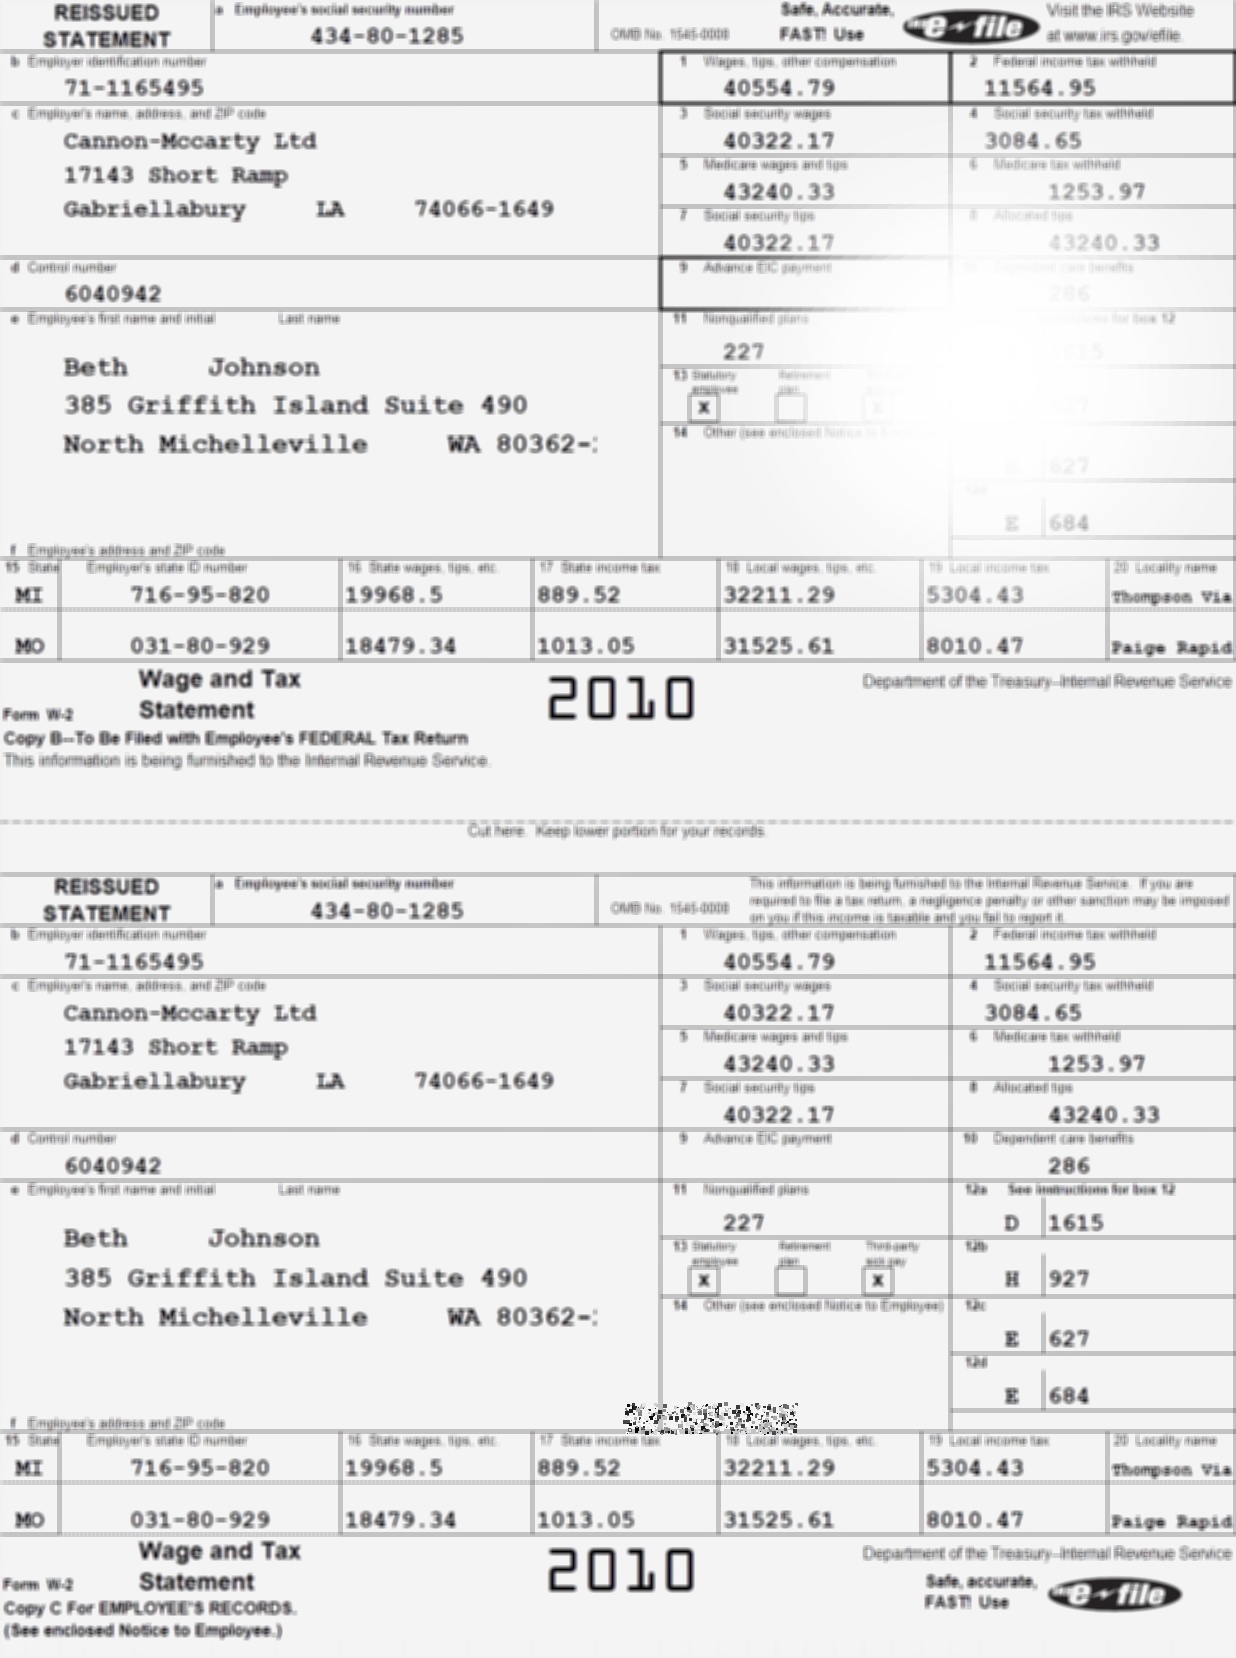 REISSUED STATEMENT
a Employee's social security number
434-80-1285
OMB No. 1545-0008
Safe, Accurate, FAST! Use
e file
Visit the IRS Website at www.irs.gov/efile.
b Employer identification number
71-1165495
1 Wages, tips, other compensation
40554.79
2 Federal income tax withheld
11564.95
c Employer's name, address, and ZIP code
Cannon-Mccarty Ltd
17143 Short Ramp
Gabriellabury LA 74066-1649
3 Social security wages
40322.17
4 Social security tax withheld
3084.65
5 Medicare wages and tips
43240.33
6 Medicare tax withheld
1253.97
7 Social security tips
40322.17
8 Allocated tips
43240.33
d Control number
6040942
9 Advance EIC payment
Dependent care benefits
286
e Employee's first name and initial Last name
Beth Johnson
385 Griffith Island Suite 490
North Michelleville WA 80362-
11 Nonqualified plans
227
for box 12
13 Statutory employee
X
Retirement plan
X
14 Other (see enclosed Notice to
627
E 684
f Employee's address and ZIP code
15 State Employer's state ID number 16 State wages, tips, etc. 17 State income tax 18 Local wages, tips, etc. 19 Local income tax 20 Locality name
MI 716-95-820 19968.5 889.52 32211.29 5304.43 Thompson Via
MO 031-80-929 18479.34 1013.05 31525.61 8010.47 Paige Rapid
Form W-2
Wage and Tax Statement
2010
Department of the Treasury--Internal Revenue Service
Copy B--To Be Filed with Employee's FEDERAL Tax Return
This information is being furnished to the Internal Revenue Service.
Cut here. Keep lower portion for your records.
REISSUED STATEMENT
a Employee's social security number
434-80-1285
OMB No. 1545-0008
This information is being furnished to the Internal Revenue Service. If you are
required to file a tax return, a negligence penalty or other sanction may be imposed
on you if this income is taxable and you fail to report it.
b Employer identification number
71-1165495
1 Wages, tips, other compensation
40554.79
2 Federal income tax withheld
11564.95
c Employer's name, address, and ZIP code
Cannon-Mccarty Ltd
17143 Short Ramp
Gabriellabury LA 74066-1649
3 Social security wages
40322.17
4 Social security tax withheld
3084.65
5 Medicare wages and tips
43240.33
6 Medicare tax withheld
1253.97
7 Social security tips
40322.17
8 Allocated tips
43240.33
d Control number
6040942
9 Advance EIC payment
10 Dependent care benefits
286
e Employee's first name and initial Last name
Beth Johnson
385 Griffith Island Suite 490
North Michelleville WA 80362-
11 Nonqualified plans
227
12a See instructions for box 12
D 1615
13 Statutory employee
X
Retirement plan
Third-party sick pay
X
12b
H 927
14 Other (see enclosed Notice to Employee)
12c
E 627
12d
E 684
f Employee's address and ZIP code
15 State Employer's state ID number 16 State wages, tips, etc. 17 State income tax 18 Local wages, tips, etc. 19 Local income tax 20 Locality name
MI 716-95-820 19968.5 889.52 32211.29 5304.43 Thompson Via
MO 031-80-929 18479.34 1013.05 31525.61 8010.47 Paige Rapid
Form W-2
Wage and Tax Statement
2010
Department of the Treasury--Internal Revenue Service
Copy C For EMPLOYEE'S RECORDS.
(See enclosed Notice to Employee.)
Safe, accurate, FAST! Use
e file